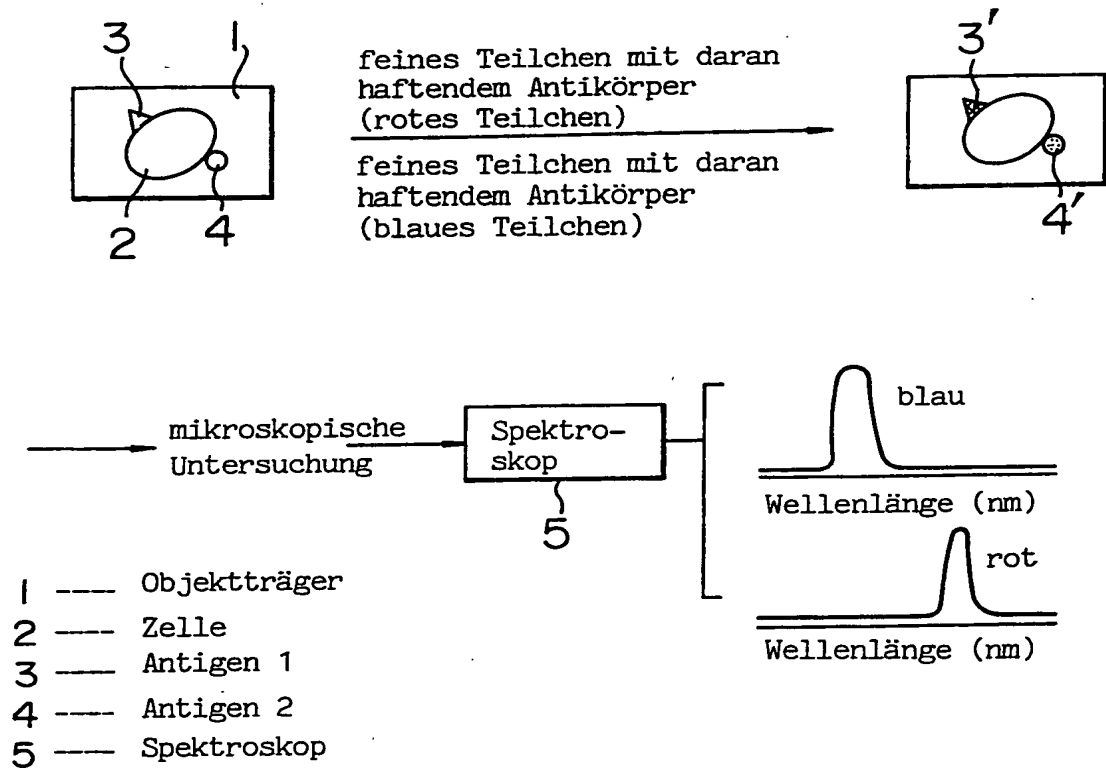 3 1
feines Teilchen mit daran
haftendem Antikörper
(rotes Teilchen)
feines Teilchen mit daran
haftendem Antikörper
(blaues Teilchen)
2 4
3'
4'
mikroskopische
Untersuchung
Spektro-
skop
5
blau
Wellenlänge (nm)
rot
Wellenlänge (nm)
1 ---- Objektträger
2 ---- Zelle
3 ---- Antigen 1
4 ---- Antigen 2
5 ---- Spektroskop